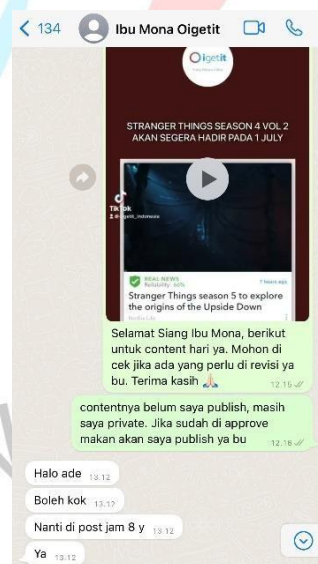 134
Ibu Mona Oigetit
Oigetit
STRANGER THINGS SEASON 4 VOL 2
AKAN SEGERA HADIR PADA 1 JULY
TikTok
@oigetit_indonesia
REAL NEWS
7 hours ago
Stranger Things season 5 to explore
the origins of the Upside Down
Selamat Siang Ibu Mona, berikut
untuk content hari ya. Mohon di
cek jika ada yang perlu di revisi ya
bu. Terima kasih 🙏🏻
12.15
contentnya belum saya publish, masih
saya private. Jika sudah di approve
makan akan saya publish ya bu
12.16
Halo ade 13.12
Boleh kok 13.12
Nanti di post jam 8 y 13.12
Ya 13.12